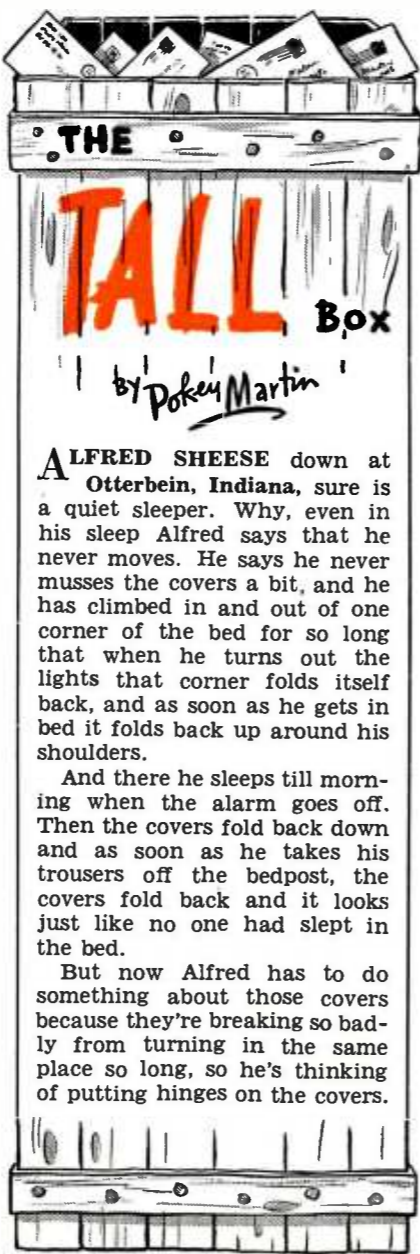 THE
TALL
Box
by Pokey Martin
ALFRED SHEESE down at
Otterbein, Indiana, sure is
a quiet sleeper. Why, even in
his sleep Alfred says that he
never moves. He says he never
musses the covers a bit, and he
has climbed in and out of one
corner of the bed for so long
that when he turns out the
lights that corner folds itself
back, and as soon as he gets in
bed it folds back up around his
shoulders.
And there he sleeps till morn-
ing when the alarm goes off.
Then the covers fold back down
and as soon as he takes his
trousers off the bedpost, the
covers fold back and it looks
just like no one had slept in
the bed.
But now Alfred has to do
something about those covers
because they're breaking so bad-
ly from turning in the same
place so long, so he's thinking
of putting hinges on the covers.